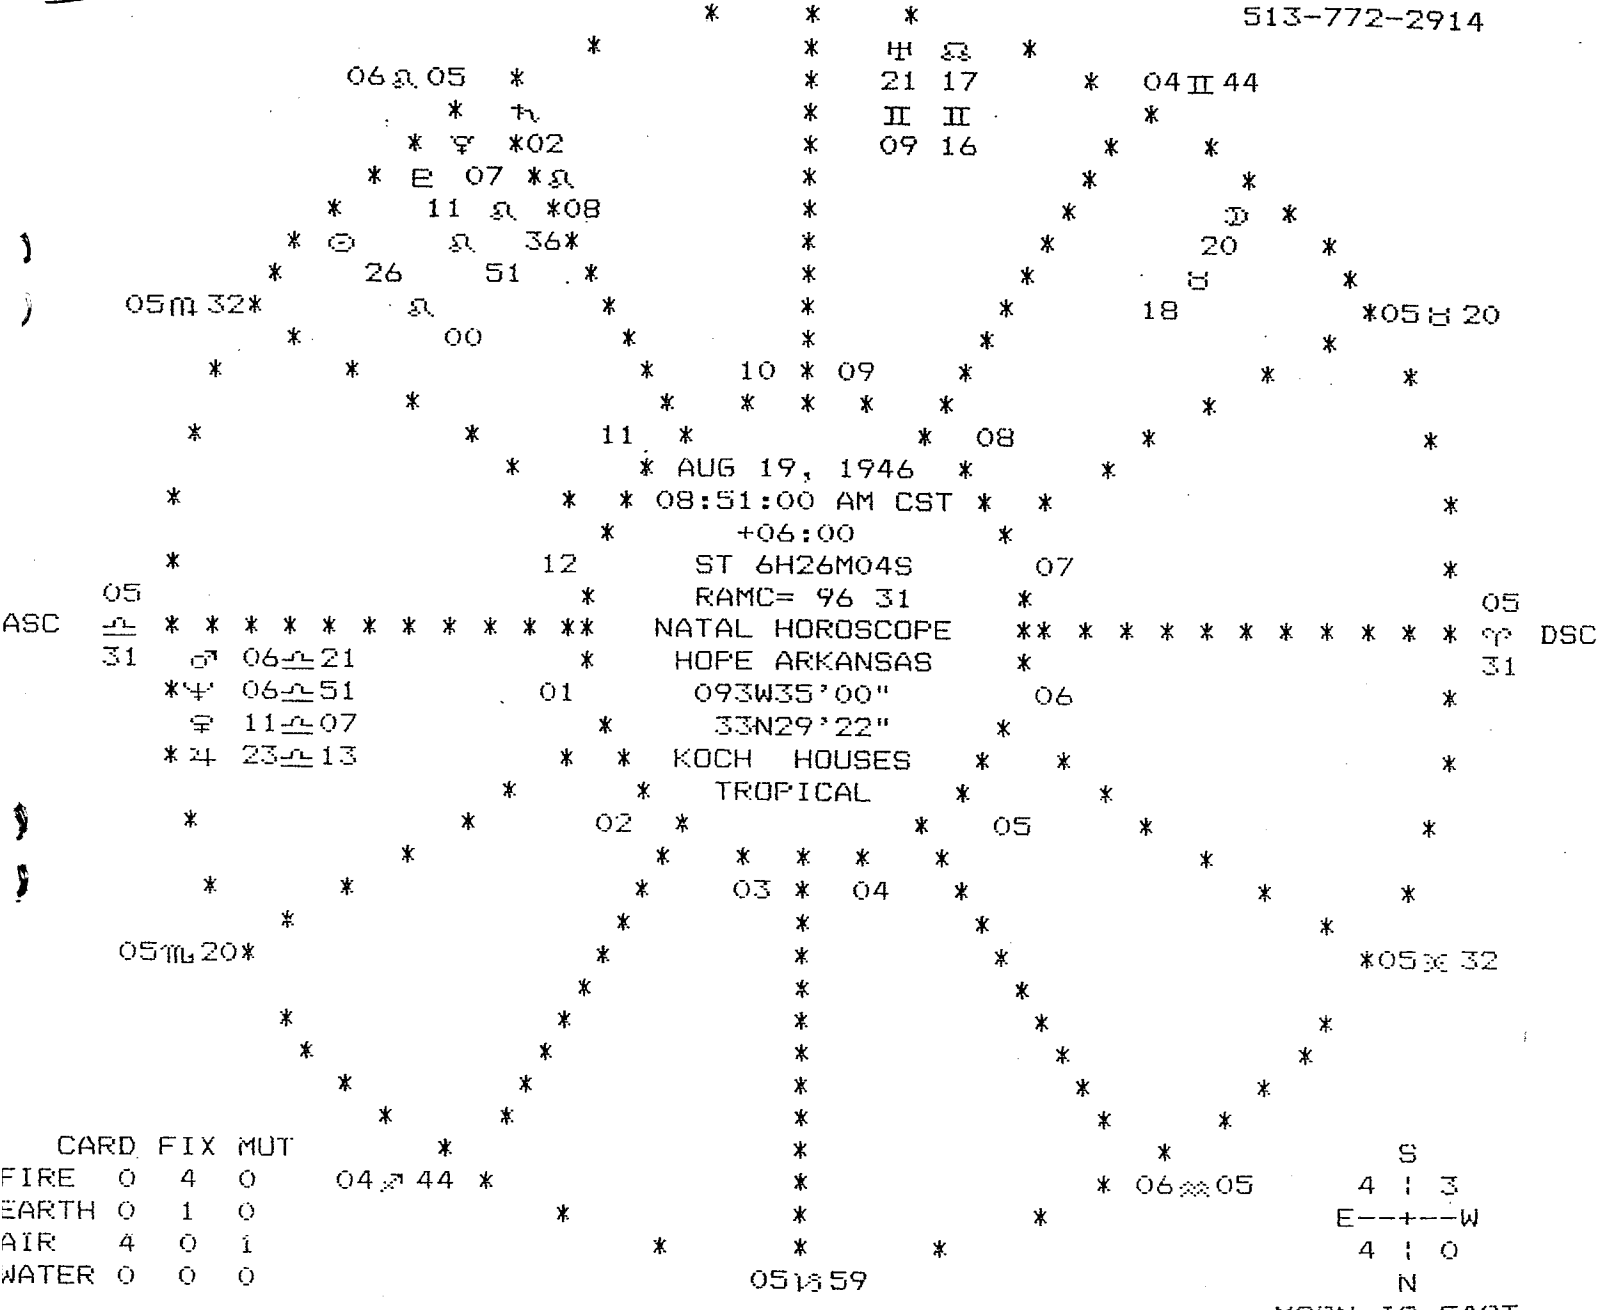 513-772-2914
♅ ☊
06♌05 21 17 04♊44
♄ ♊ ♊
☿ 02 09 16
♇ 07 ♌
11 ♌ 08 ☽
☉ ♌ 36 20
26 51 ♉
05♍32 ♌ 18 05♉20
00
10 09
11 08
AUG 19, 1946
08:51:00 AM CST
+06:00
12 ST 6H26M04S 07
05 RAMC= 96 31 05
ASC ♎ NATAL HOROSCOPE ♈ DSC
31 ♂ 06♎21 HOPE ARKANSAS 31
♆ 06♎51 01 093W35'00" 06
♀ 11♎07 33N29'22"
♃ 23♎13 KOCH HOUSES
TROPICAL
02 05
03 04
05♏20 05♓32
CARD FIX MUT S
FIRE 0 4 0 04♐44 06♒05 4 ¦ 3
EARTH 0 1 0 E--+--W
AIR 4 0 1 4 ¦ 0
WATER 0 0 0 05♑59 N